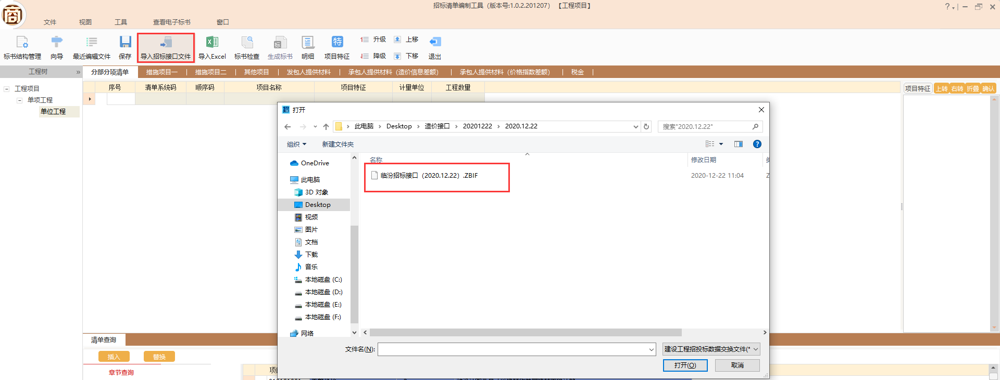 招标清单编制工具（版本号:1.0.2.201207）【工程项目】
商
文件 视图 工具 查看电子标书 窗口
标书结构管理 向导 最近编辑文件 保存 导入招标接口文件 导入Excel 标书检查 生成标书 明细 项目特征 升级 降级 上移 下移 退出
工程树 » 分部分项清单 措施项目一 措施项目二 其他项目 发包人提供材料 承包人提供材料（造价信息差额） 承包人提供材料（价格指数差额） 税金
序号 清单系统码 顺序码 项目名称 项目特征 计量单位 工程数量
项目特征 上转 右转 折叠 确认
工程项目
单项工程
单位工程
打开
此电脑 › Desktop › 造价接口 › 20201222 › 2020.12.22
搜索"2020.12.22"
组织 新建文件夹
名称 修改日期
临汾招标接口（2020.12.22）.ZBIF 2020-12-22 11:04 Z
OneDrive
此电脑
3D 对象
Desktop
视频
图片
文档
下载
音乐
本地磁盘 (C:)
本地磁盘 (D:)
本地磁盘 (E:)
本地磁盘 (F:)
网络
文件名(N):
建设工程招投标数据交换文件(*
打开(O) 取消
清单查询
插入 替换
章节查询